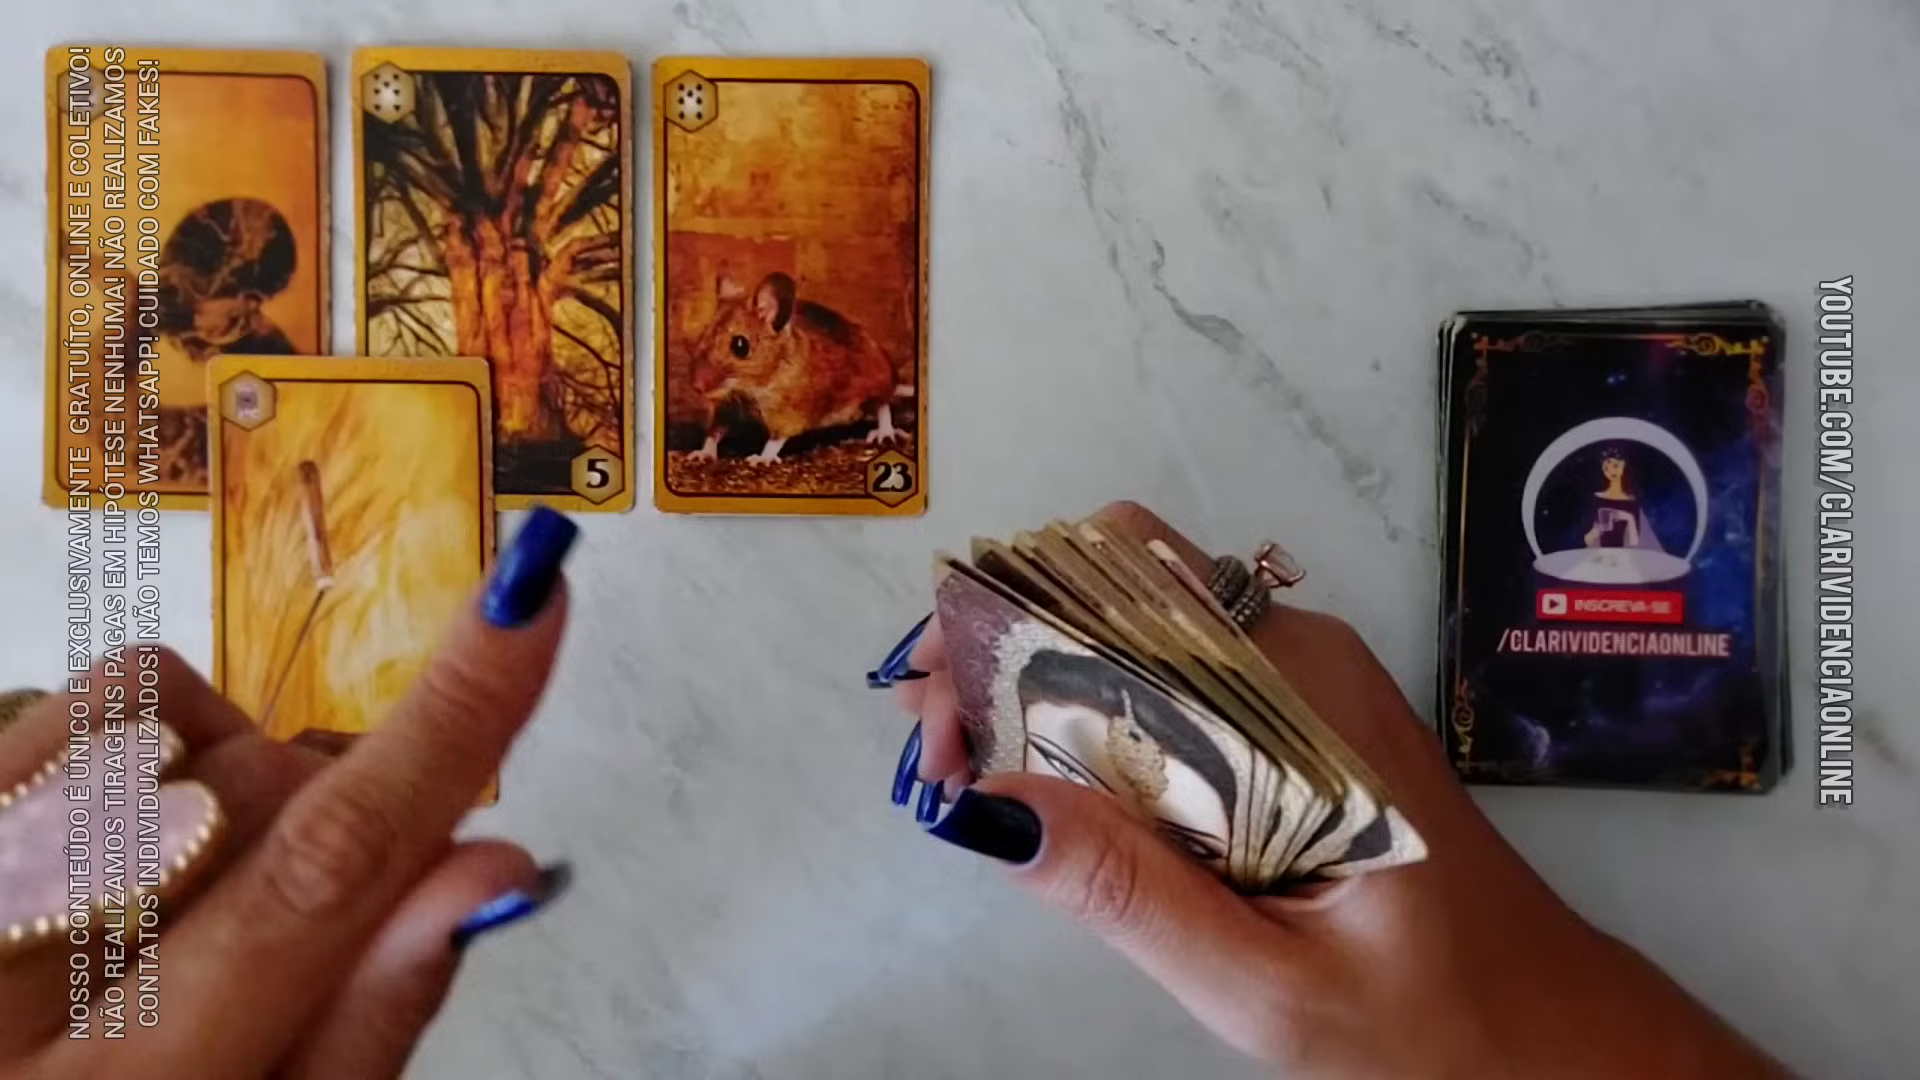 NOSSO CONTEÚDO É ÚNICO E EXCLUSIVAMENTE GRATUÍTO, ONLINE E COLETIVO!
NÃO REALIZAMOS TIRAGENS PAGAS EM HIPÓTESE NENHUMA! NÃO REALIZAMOS
CONTATOS INDIVIDUALIZADOS! NÃO TEMOS WHATSAPP! CUIDADO COM FAKES!
5
23
INSCREVA-SE
/CLARIVIDENCIAONLINE
YOUTUBE.COM/CLARIVIDENCIAONLINE